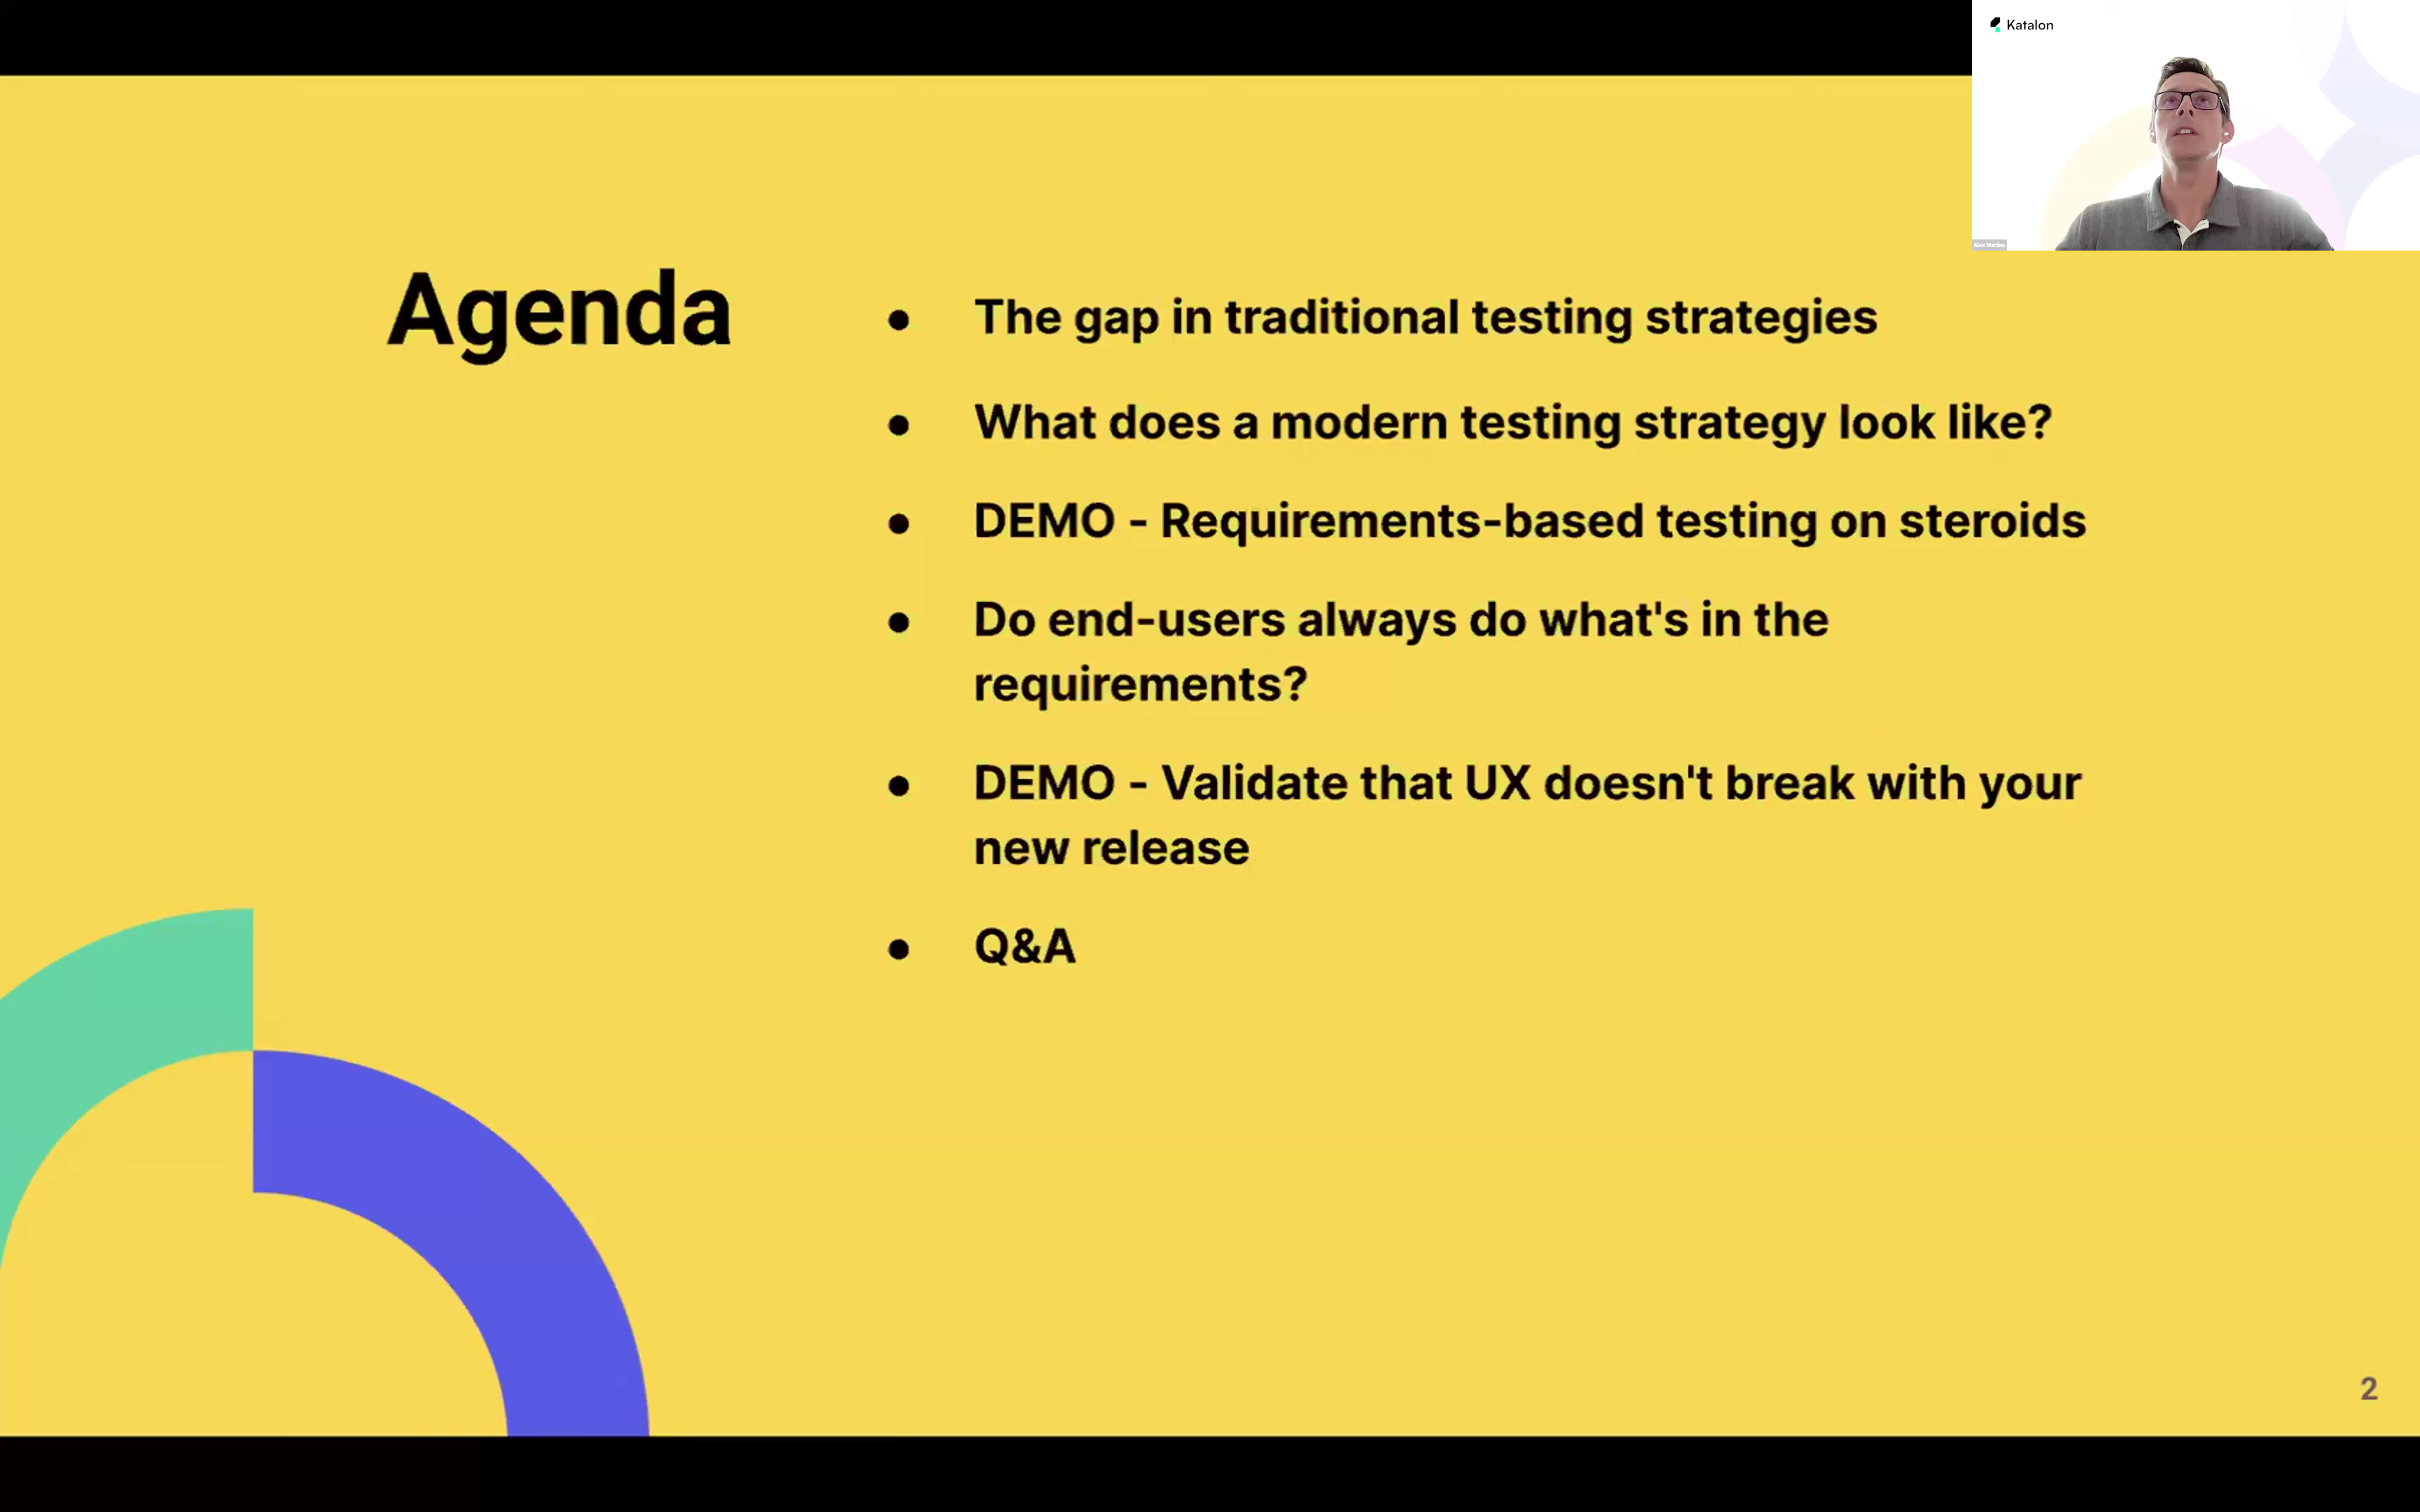 Katalon
Alex Martins
Agenda
● The gap in traditional testing strategies
● What does a modern testing strategy look like?
● DEMO - Requirements-based testing on steroids
● Do end-users always do what's in the
requirements?
● DEMO - Validate that UX doesn't break with your
new release
● Q&A
2